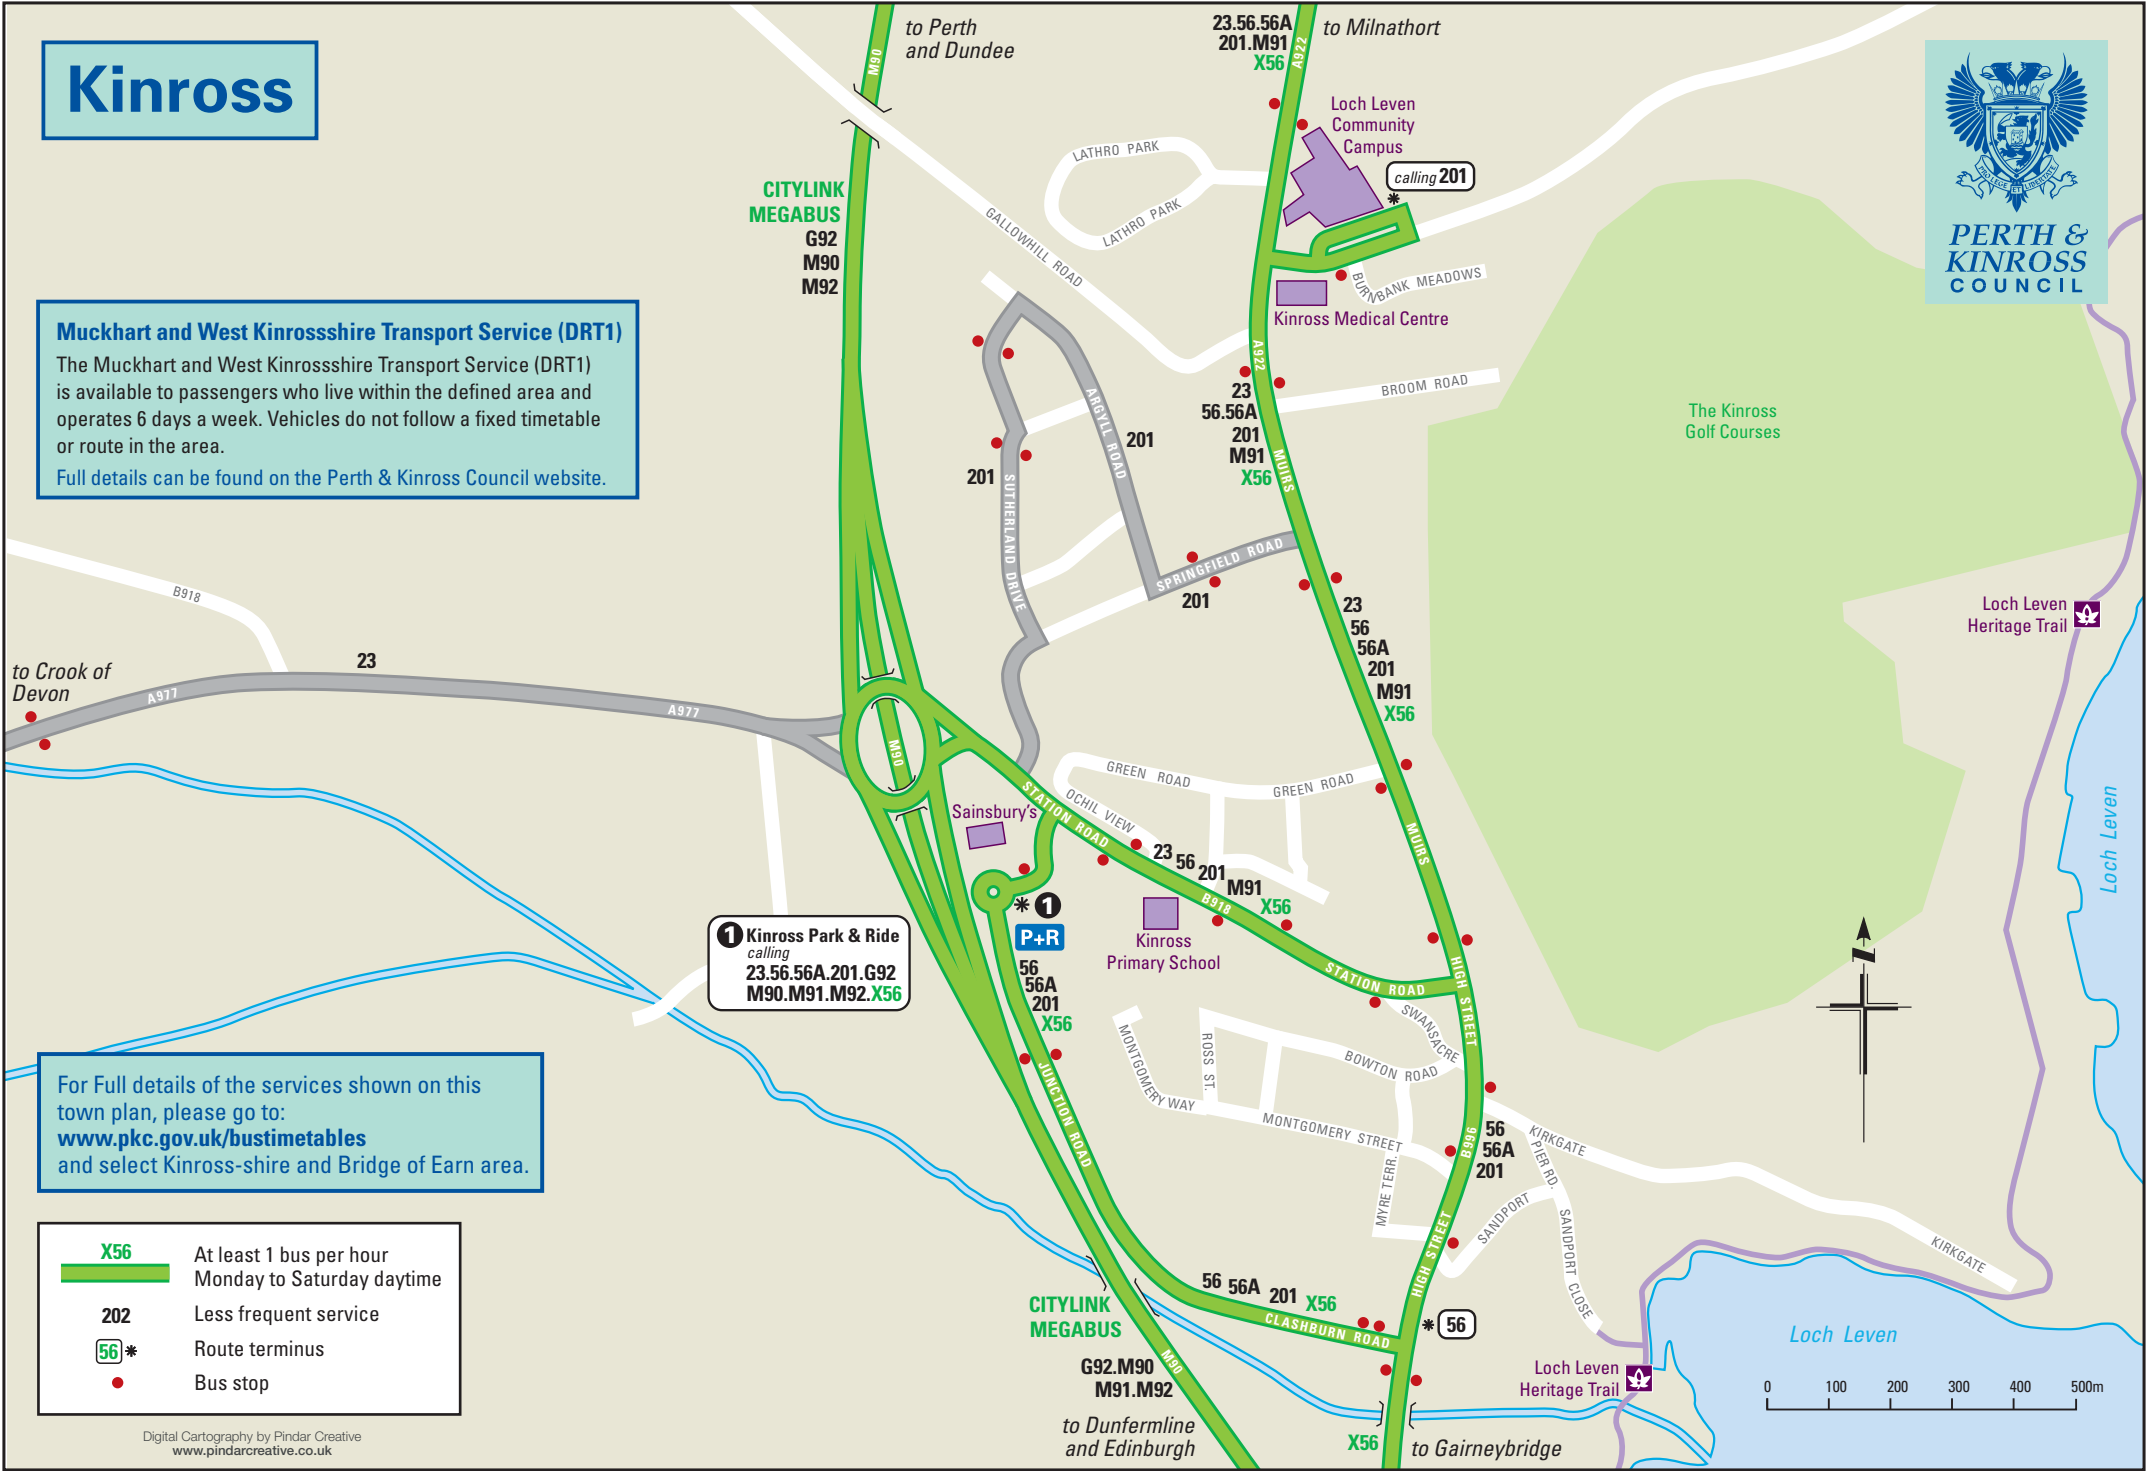 Kinross
to Perth
and Dundee
M90
23.56.56A
201.M91
X56
A922
to Milnathort
Loch Leven
Community
Campus
calling 201
LATHRO PARK
LATHRO PARK
GALLOWHILL ROAD
CITYLINK
MEGABUS
G92
M90
M92
BURNBANK MEADOWS
Kinross Medical Centre
PRO LEGE ET LIBERTATE
PERTH &
KINROSS
COUNCIL
Muckhart and West Kinrossshire Transport Service (DRT1)
The Muckhart and West Kinrossshire Transport Service (DRT1)
is available to passengers who live within the defined area and
operates 6 days a week. Vehicles do not follow a fixed timetable
or route in the area.
Full details can be found on the Perth & Kinross Council website.
A922
23
56.56A
201
M91
X56
MUIRS
BROOM ROAD
The Kinross
Golf Courses
ARGYLL ROAD
201
201
SUTHERLAND DRIVE
SPRINGFIELD ROAD
201
B918
23
to Crook of
Devon
A977
A977
M90
23
56
56A
201
M91
X56
Loch Leven
Heritage Trail
Loch Leven
GREEN ROAD
GREEN ROAD
OCHIL VIEW
MUIRS
Sainsbury's
STATION ROAD
23
56
201
M91
X56
B918
1
P+R
Kinross
Primary School
STATION ROAD
HIGH STREET
1 Kinross Park & Ride
calling
23.56.56A.201.G92
M90.M91.M92.X56
56
56A
201
X56
JUNCTION ROAD
MONTGOMERY WAY
ROSS ST.
BOWTON ROAD
SWANSACRE
MONTGOMERY STREET
MYRE TERR.
B996
56
56A
201
KIRKGATE
PIER RD.
SANDPORT
SANDPORT CLOSE
KIRKGATE
HIGH STREET
N
For Full details of the services shown on this
town plan, please go to:
www.pkc.gov.uk/bustimetables
and select Kinross-shire and Bridge of Earn area.
X56
At least 1 bus per hour
Monday to Saturday daytime
202
Less frequent service
56
Route terminus
Bus stop
Digital Cartography by Pindar Creative
www.pindarcreative.co.uk
56
56A
201
X56
CLASHBURN ROAD
56
CITYLINK
MEGABUS
M90
G92.M90
M91.M92
to Dunfermline
and Edinburgh
X56
to Gairneybridge
Loch Leven
Heritage Trail
Loch Leven
0 100 200 300 400 500m